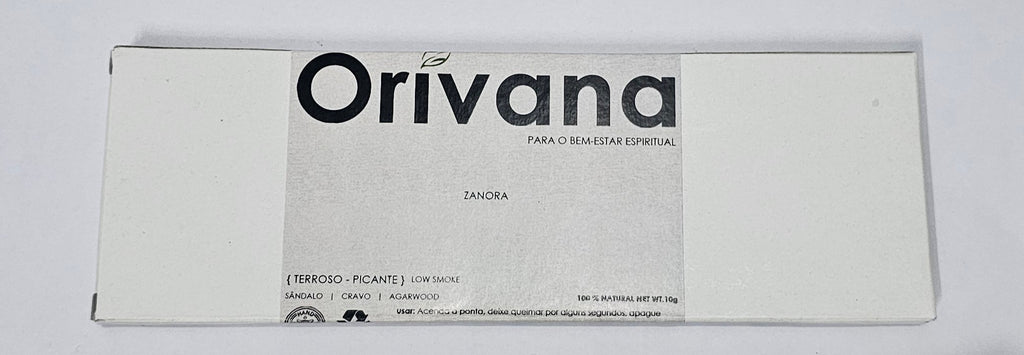 Orivana
PARA O BEM-ESTAR ESPIRITUAL
ZANORA
{ TERROSO - PICANTE } LOW SMOKE
SÂNDALO | CRAVO | AGARWOOD
100 % NATURAL NET WT.10g
HAND
usar: Acenda a ponta, deixe queimar por alguns segundos, apague